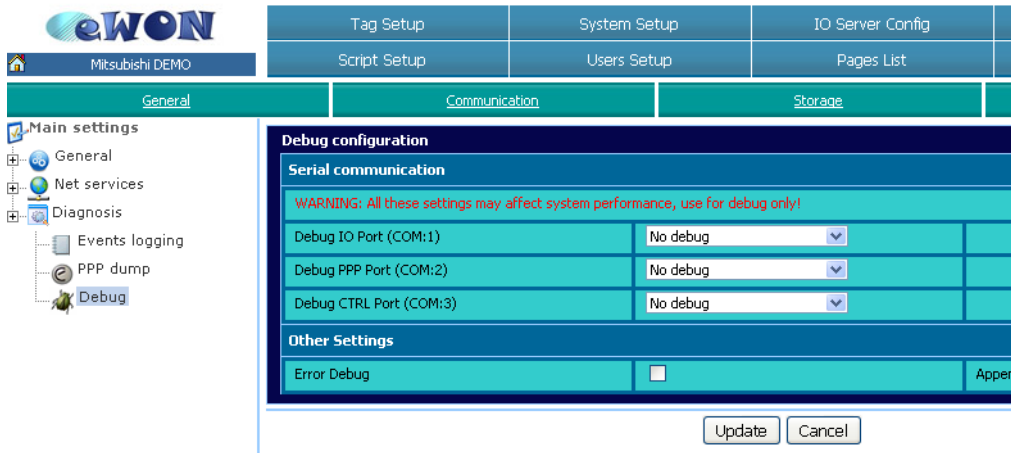 eWON
Tag Setup System Setup IO Server Config
Mitsubishi DEMO Script Setup Users Setup Pages List
General Communication Storage
Main settings
General
Net services
Diagnosis
Events logging
PPP dump
Debug
Debug configuration
Serial communication
WARNING: All these settings may affect system performance, use for debug only!
Debug IO Port (COM:1) No debug
Debug PPP Port (COM:2) No debug
Debug CTRL Port (COM:3) No debug
Other Settings
Error Debug Apper
Update Cancel